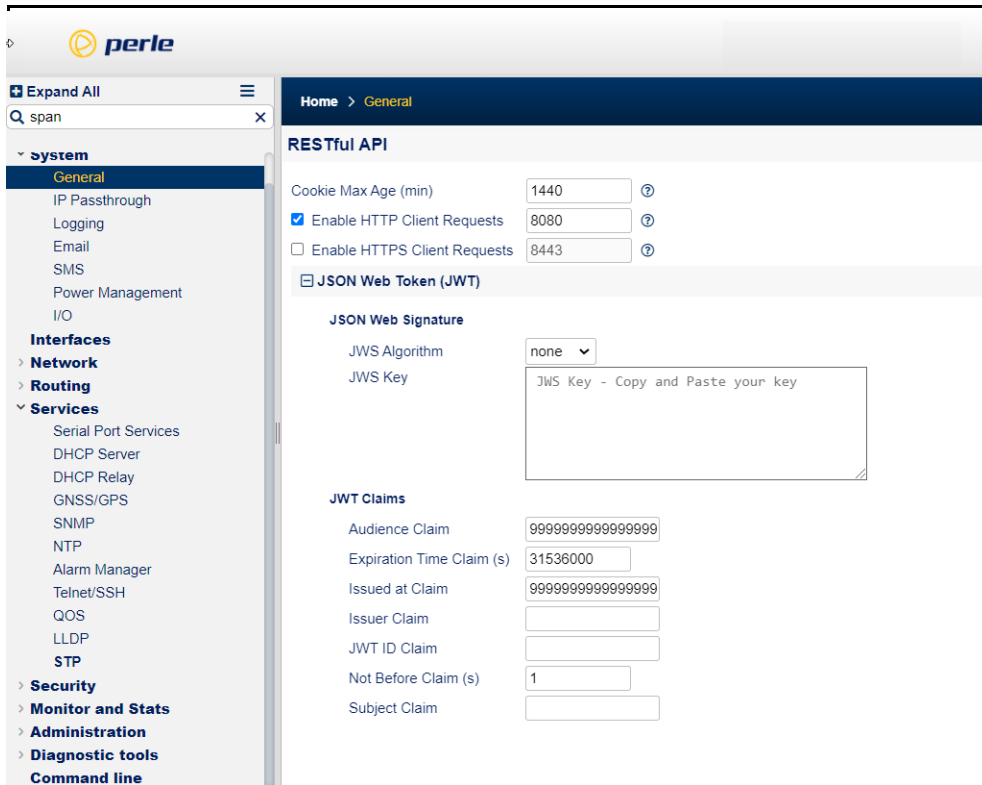 perle
Expand All
span
System
General
IP Passthrough
Logging
Email
SMS
Power Management
I/O
Interfaces
Network
Routing
Services
Serial Port Services
DHCP Server
DHCP Relay
GNSS/GPS
SNMP
NTP
Alarm Manager
Telnet/SSH
QOS
LLDP
STP
Security
Monitor and Stats
Administration
Diagnostic tools
Command line
Home > General
RESTful API
Cookie Max Age (min) 1440
Enable HTTP Client Requests 8080
Enable HTTPS Client Requests 8443
JSON Web Token (JWT)
JSON Web Signature
JWS Algorithm none
JWS Key JWS Key - Copy and Paste your key
JWT Claims
Audience Claim 9999999999999999
Expiration Time Claim (s) 31536000
Issued at Claim 9999999999999999
Issuer Claim
JWT ID Claim
Not Before Claim (s) 1
Subject Claim